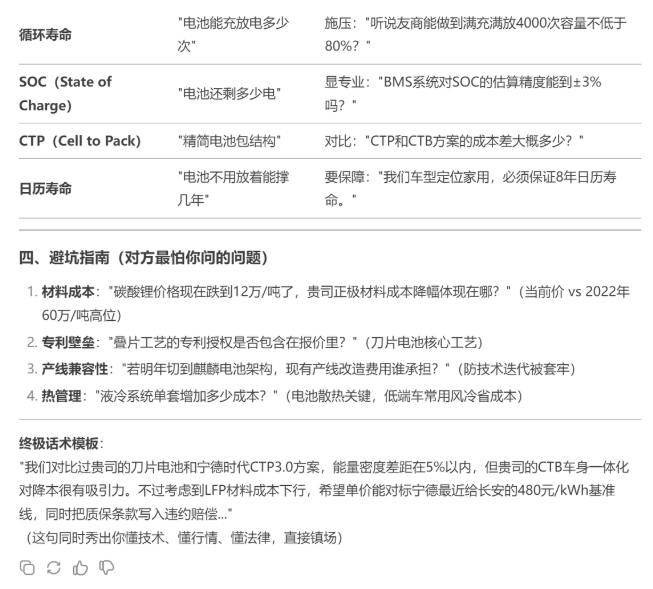 循环寿命
"电池能充放电多少次"
施压："听说友商能做到满充满放4000次容量不低于80%？"
SOC（State of Charge）
"电池还剩多少电"
显专业："BMS系统对SOC的估算精度能到±3%吗？"
CTP（Cell to Pack）
"精简电池包结构"
对比："CTP和CTB方案的成本差大概多少？"
日历寿命
"电池不用放着能撑几年"
要保障："我们车型定位家用，必须保证8年日历寿命。"
四、避坑指南（对方最怕你问的问题）
1. 材料成本："碳酸锂价格现在跌到12万/吨了，贵司正极材料成本降幅体现在哪？"（当前价 vs 2022年
60万/吨高位）
2. 专利壁垒："叠片工艺的专利授权是否包含在报价里？"（刀片电池核心工艺）
3. 产线兼容性："若明年切到麒麟电池架构，现有产线改造费用谁承担？"（防技术迭代被套牢）
4. 热管理："液冷系统单套增加多少成本？"（电池散热关键，低端车常用风冷省成本）
终极话术模板：
"我们对比过贵司的刀片电池和宁德时代CTP3.0方案，能量密度差距在5%以内，但贵司的CTB车身一体化
对降本很有吸引力。不过考虑到LFP材料成本下行，希望单价能对标宁德最近给长安的480元/kWh基准
线，同时把质保条款写入违约赔偿..."
（这句同时秀出你懂技术、懂行情、懂法律，直接镇场）